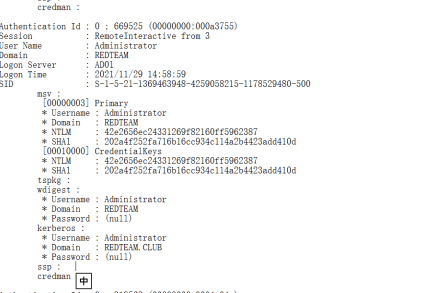 credman :
Authentication Id : 0 ; 669525 (00000000:000a3755)
Session : RemoteInteractive from 3
User Name : Administrator
Domain : REDTEAM
Logon Server : AD01
Logon Time : 2021/11/29 14:58:59
SID : S-1-5-21-1369463948-4259058215-1178529480-500
msv :
[00000003] Primary
* Username : Administrator
* Domain : REDTEAM
* NTLM : 42e2656ec24331269f82160ff5962387
* SHA1 : 202a4f252fa716b16cc934c114a2b4423add410d
[00010000] CredentialKeys
* NTLM : 42e2656ec24331269f82160ff5962387
* SHA1 : 202a4f252fa716b16cc934c114a2b4423add410d
tspkg :
wdigest :
* Username : Administrator
* Domain : REDTEAM
* Password : (null)
kerberos :
* Username : Administrator
* Domain : REDTEAM.CLUB
* Password : (null)
ssp :
credman
中